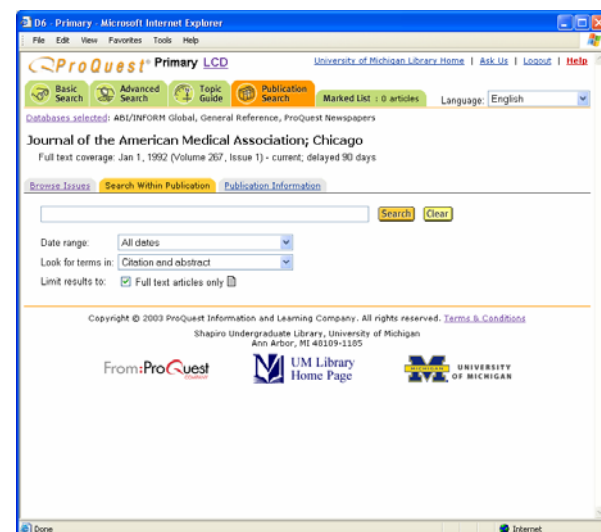 D6 - Primary - Microsoft Internet Explorer
File Edit View Favorites Tools Help
ProQuest® Primary LCD
University of Michigan Library Home | Ask Us | Logout | Help
Basic Search Advanced Search Topic Guide Publication Search Marked List : 0 articles Language: English
Databases selected: ABI/INFORM Global, General Reference, ProQuest Newspapers
Journal of the American Medical Association; Chicago
Full text coverage: Jan 1, 1992 (Volume 267, Issue 1) - current; delayed 90 days
Browse Issues Search Within Publication Publication Information
Search Clear
Date range: All dates
Look for terms in: Citation and abstract
Limit results to: Full text articles only
Copyright © 2003 ProQuest Information and Learning Company. All rights reserved. Terms & Conditions
Shapiro Undergraduate Library, University of Michigan
Ann Arbor, MI 48109-1185
From:ProQuest
COMPANY
M UM Library
Home Page
MICHIGAN
M UNIVERSITY
OF MICHIGAN
Done Internet